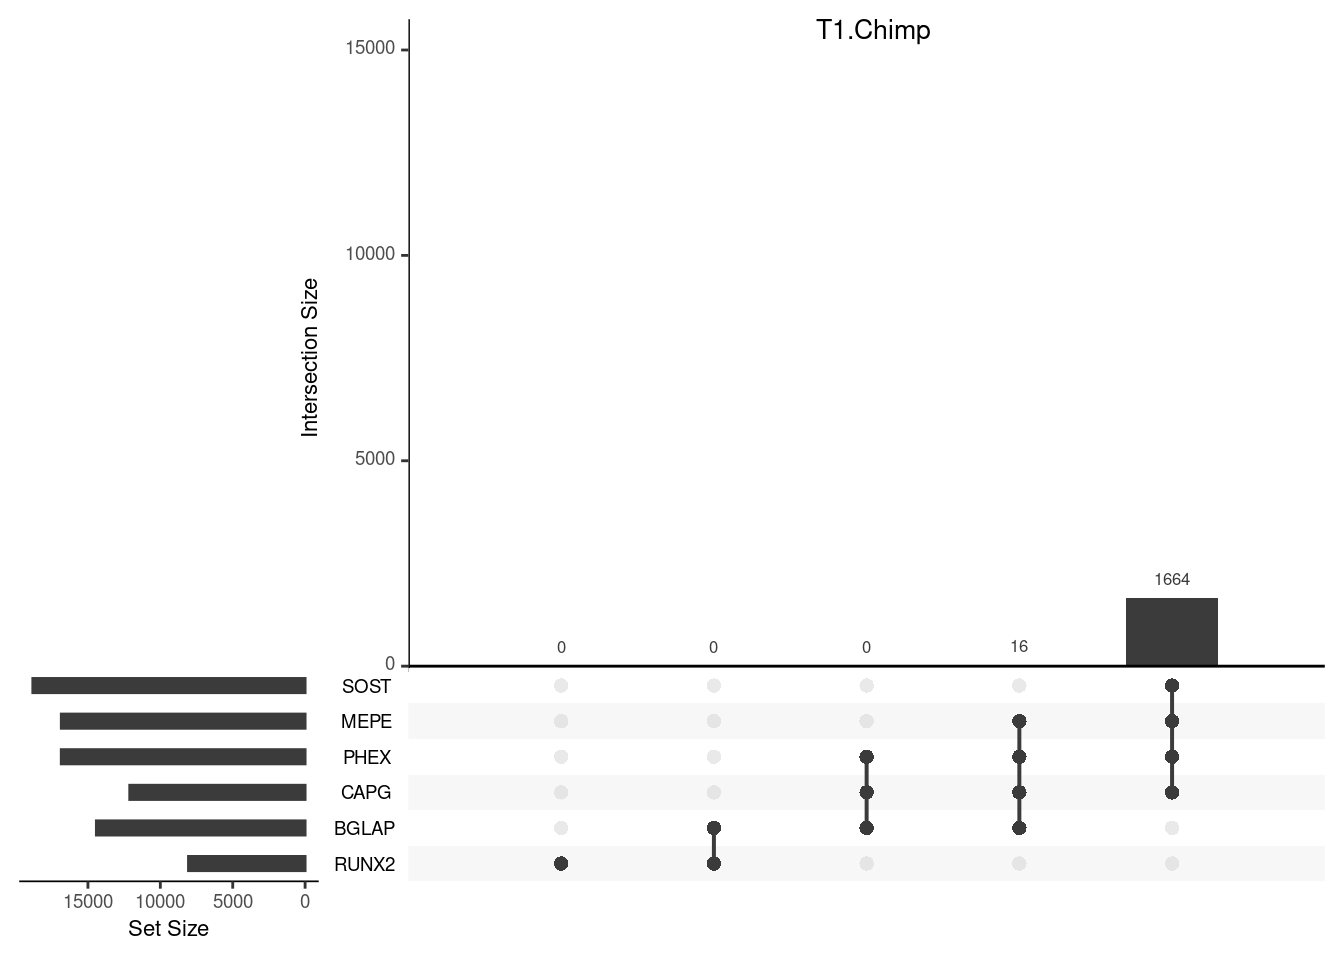 T1.Chimp
15000
10000
5000
0
Intersection Size
0
0
0
16
1664
SOST
MEPE
PHEX
CAPG
BGLAP
RUNX2
15000 10000 5000 0
Set Size